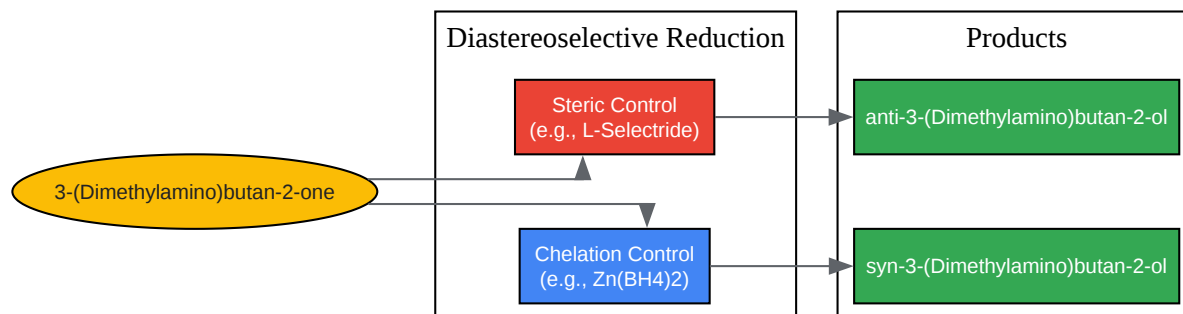 Diastereoselective Reduction
Products
Steric Control
(e.g., L-Selectride)
anti-3-(Dimethylamino)butan-2-ol
3-(Dimethylamino)butan-2-one
Chelation Control
(e.g., Zn(BH4)2)
syn-3-(Dimethylamino)butan-2-ol